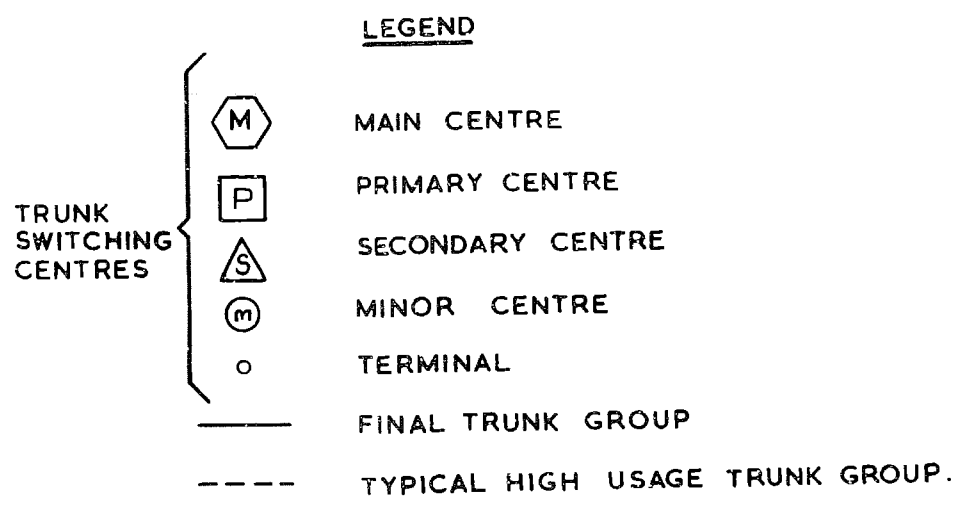 LEGEND
M MAIN CENTRE
P PRIMARY CENTRE
TRUNK
SWITCHING
CENTRES
S SECONDARY CENTRE
m MINOR CENTRE
TERMINAL
FINAL TRUNK GROUP
TYPICAL HIGH USAGE TRUNK GROUP.